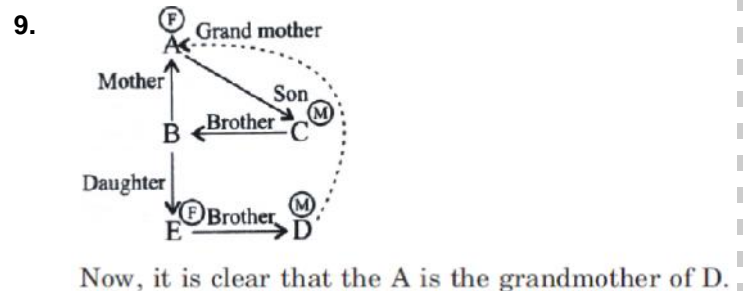 9.
F
A Grand mother
Mother
Son
M
B Brother C
Daughter
F Brother M
E D
Now, it is clear that the A is the grandmother of D.